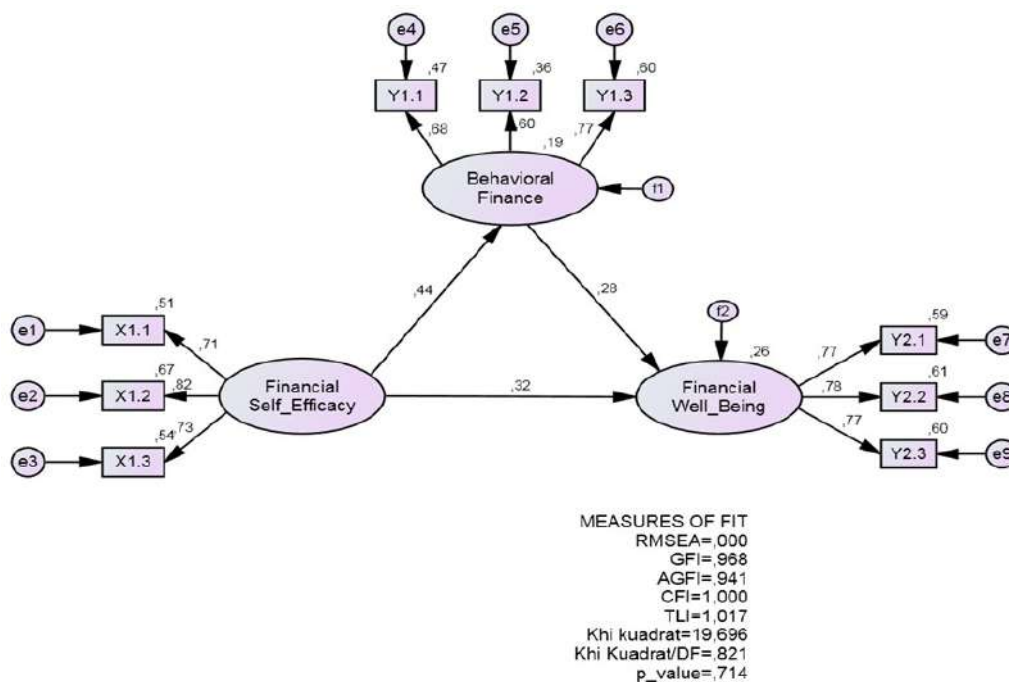 e4
e5
e6
,47
,36
,60
Y1.1
Y1.2
Y1.3
,68
,60
,77
,19
Behavioral
Finance
f1
,44
,28
f2
,51
e1
X1.1
,71
,67
e2
X1.2
,82
,54
,73
e3
X1.3
Financial
Self_Efficacy
,32
,26
Financial
Well_Being
,59
,77
Y2.1
e7
,61
,78
Y2.2
e8
,60
,77
Y2.3
e9
MEASURES OF FIT
RMSEA=,000
GFI=,968
AGFI=,941
CFI=1,000
TLI=1,017
Khi kuadrat=19,696
Khi Kuadrat/DF=,821
p_value=,714